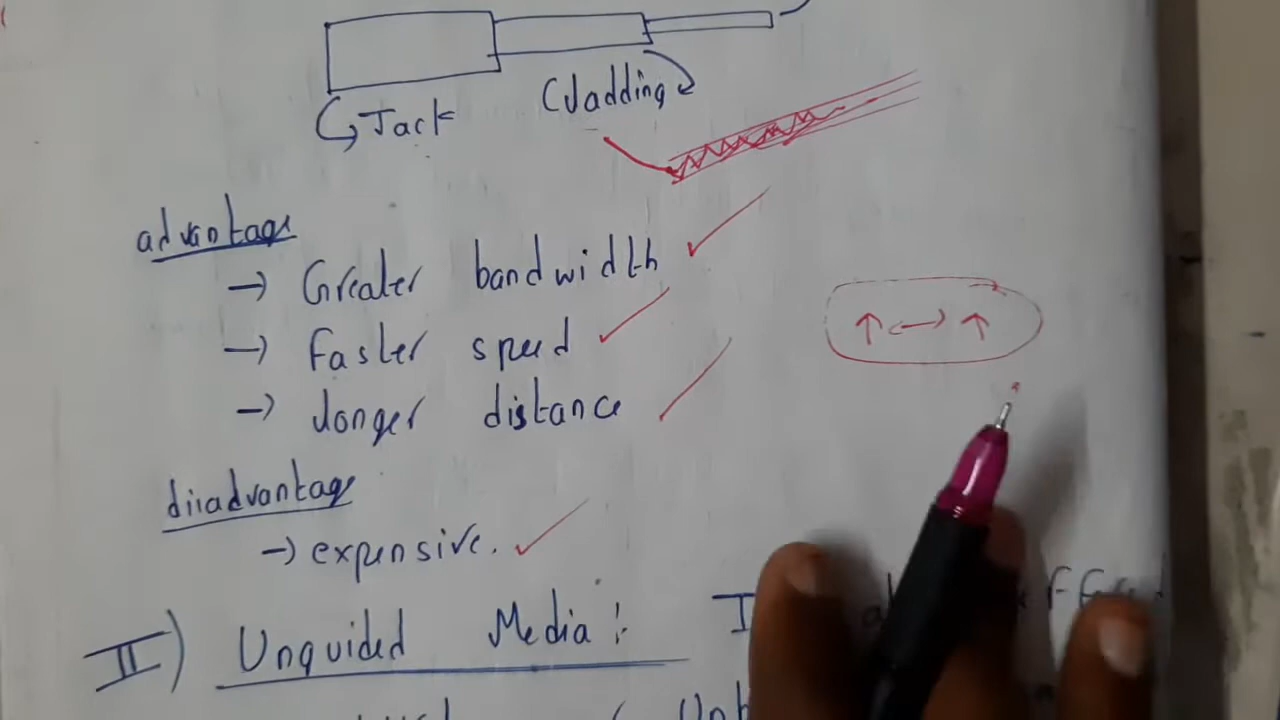 Cladding
Jack
advantage
→ Greater bandwidth
→ Faster speed
→ longer distance
↑ ↔ ↑
disadvantage
→ expensive.
II) Unguided Media :